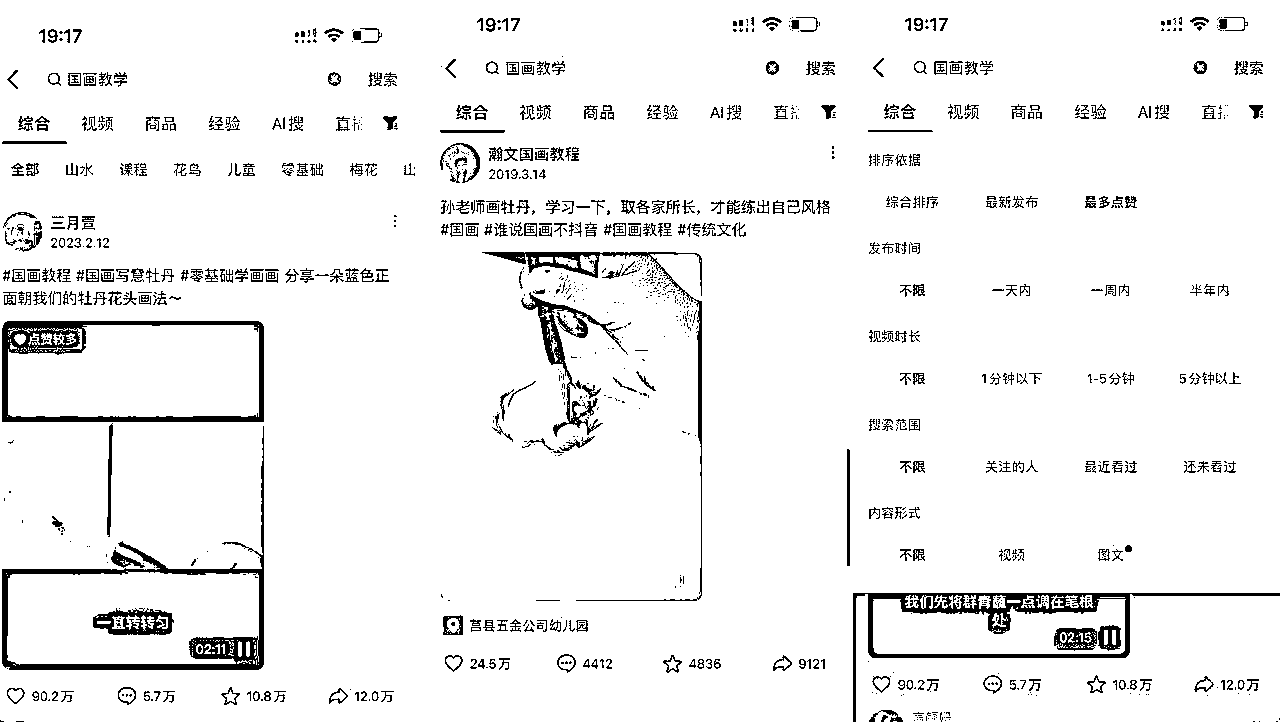 19:17
国画教学
搜索
综合 视频 商品 经验 AI搜
全部 山水 课程 花鸟 儿童 零基础 梅花
三月萱
2023.2.12
#国画教程 #国画写意牡丹 #零基础学画画 分享一朵蓝色正
面朝我们的牡丹花头画法～
点赞较多
一直转转匀
02:11
90.2万 5.7万 10.8万 12.0万
19:17
国画教学
搜索
综合 视频 商品 经验 AI搜
瀚文国画教程
2019.3.14
孙老师画牡丹，学习一下，取各家所长，才能练出自己风格
#国画 #谁说国画不抖音 #国画教程 #传统文化
莒县五金公司幼儿园
24.5万 4412 4836 9121
19:17
国画教学
搜索
综合 视频 商品 经验 AI搜
排序依据
综合排序 最新发布 最多点赞
发布时间
不限 一天内 一周内 半年内
视频时长
不限 1分钟以下 1-5分钟 5分钟以上
搜索范围
不限 关注的人 最近看过 还未看过
内容形式
不限 视频 图文
我们先将群青蘸一点调在笔根
处
02:15
90.2万 5.7万 10.8万 12.0万